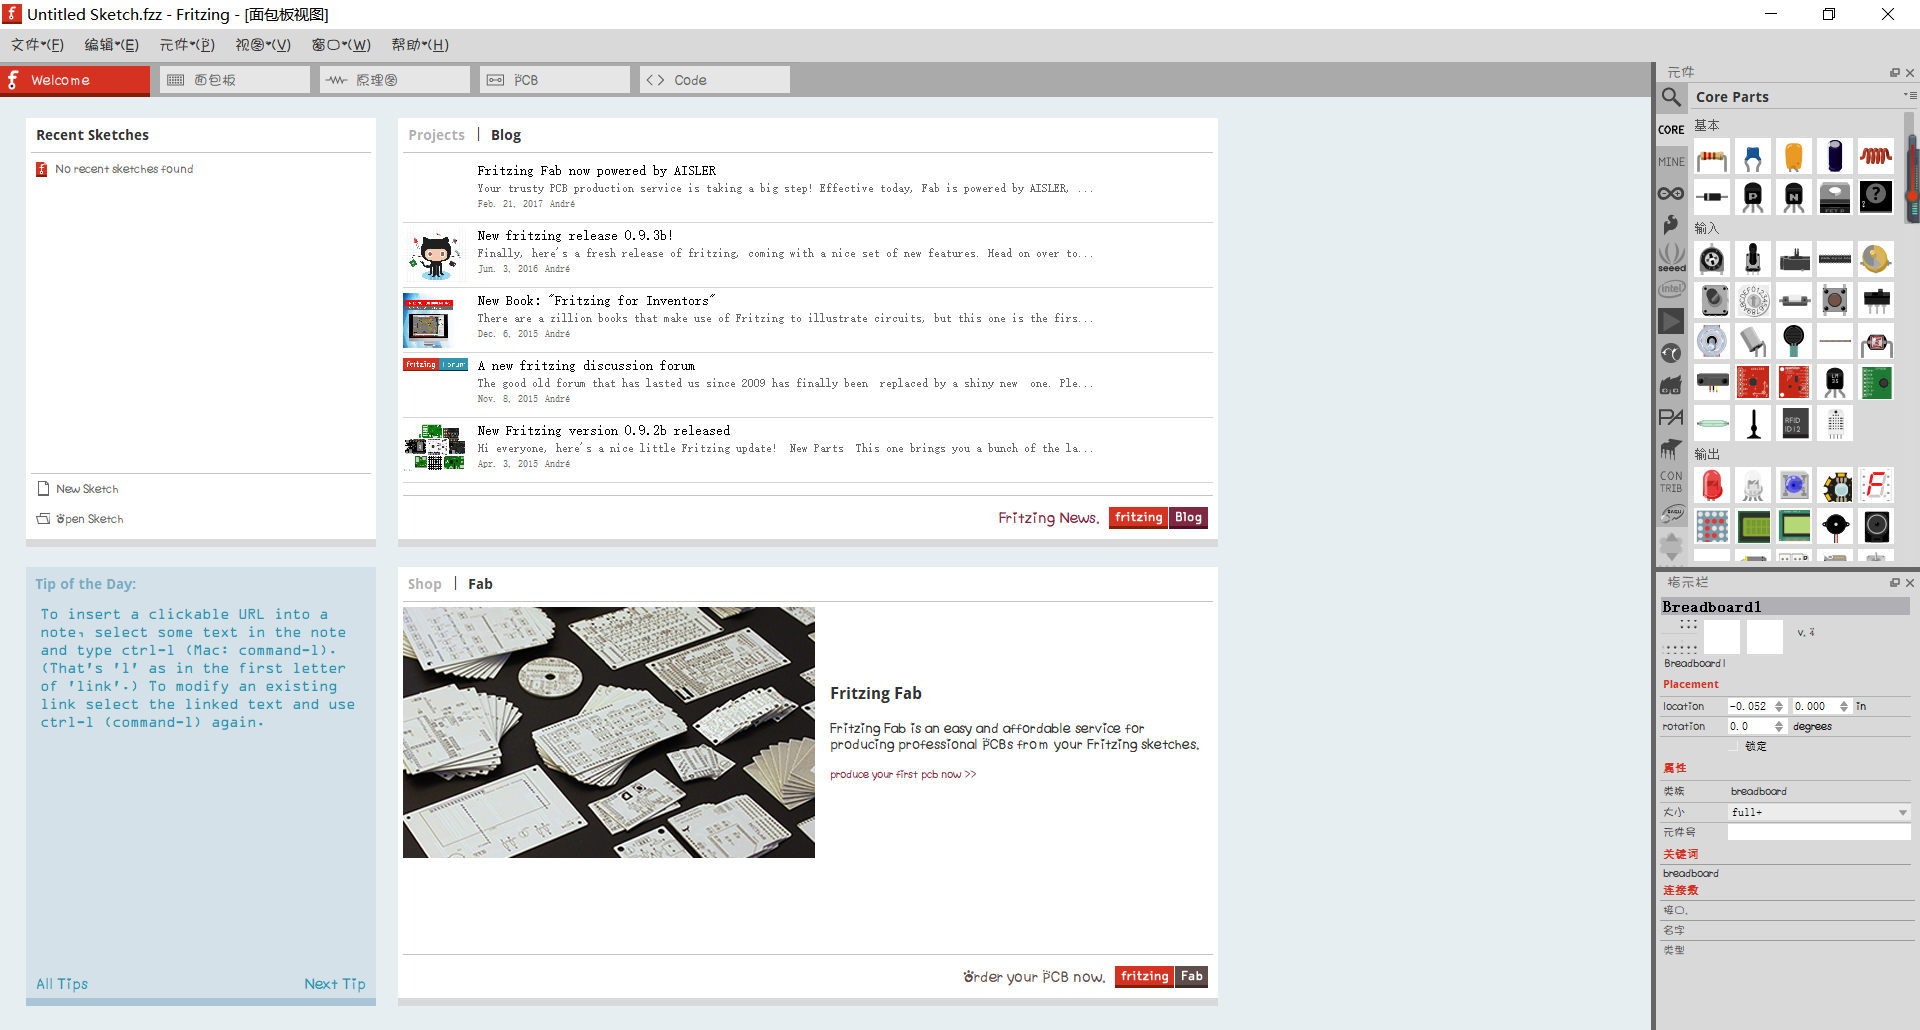 Untitled Sketch.fzz - Fritzing - [面包板视图]
文件(F) 编辑(E) 元件(P) 视图(V) 窗口(W) 帮助(H)
Welcome 面包板 原理图 PCB Code
Recent Sketches
No recent sketches found
New Sketch
Open Sketch
Projects | Blog
Fritzing Fab now powered by AISLER
Your trusty PCB production service is taking a big step! Effective today, Fab is powered by AISLER, ...
Feb. 21, 2017 André
New fritzing release 0.9.3b!
Finally, here's a fresh release of fritzing, coming with a nice set of new features. Head on over to...
Jun. 3, 2016 André
New Book: "Fritzing for Inventors"
There are a zillion books that make use of Fritzing to illustrate circuits, but this one is the firs...
Dec. 6, 2015 André
fritzing Forum
A new fritzing discussion forum
The good old forum that has lasted us since 2009 has finally been replaced by a shiny new one. Ple...
Nov. 8, 2015 André
New Fritzing version 0.9.2b released
Hi everyone, here's a nice little Fritzing update! New Parts This one brings you a bunch of the la...
Apr. 3, 2015 André
Fritzing News. fritzing Blog
Tip of the Day:
To insert a clickable URL into a
note, select some text in the note
and type ctrl-l (Mac: command-l).
(That's 'l' as in the first letter
of 'link'.) To modify an existing
link select the linked text and use
ctrl-l (command-l) again.
All Tips Next Tip
Shop | Fab
Fritzing Fab
Fritzing Fab is an easy and affordable service for
producing professional PCBs from your Fritzing sketches.
produce your first pcb now >>
Order your PCB now. fritzing Fab
元件
Core Parts
CORE
MINE
seeed
intel
PA
CON
TRIB
基本
P N
?
输入
LM
35
RFID
ID12
输出
指示栏
Breadboard1
v. 4
Breadboard1
Placement
location -0.052 0.000 in
rotation 0.0 degrees
锁定
属性
类族 breadboard
大小 full+
元件号
关键词
breadboard
连接数
接口.
名字
类型